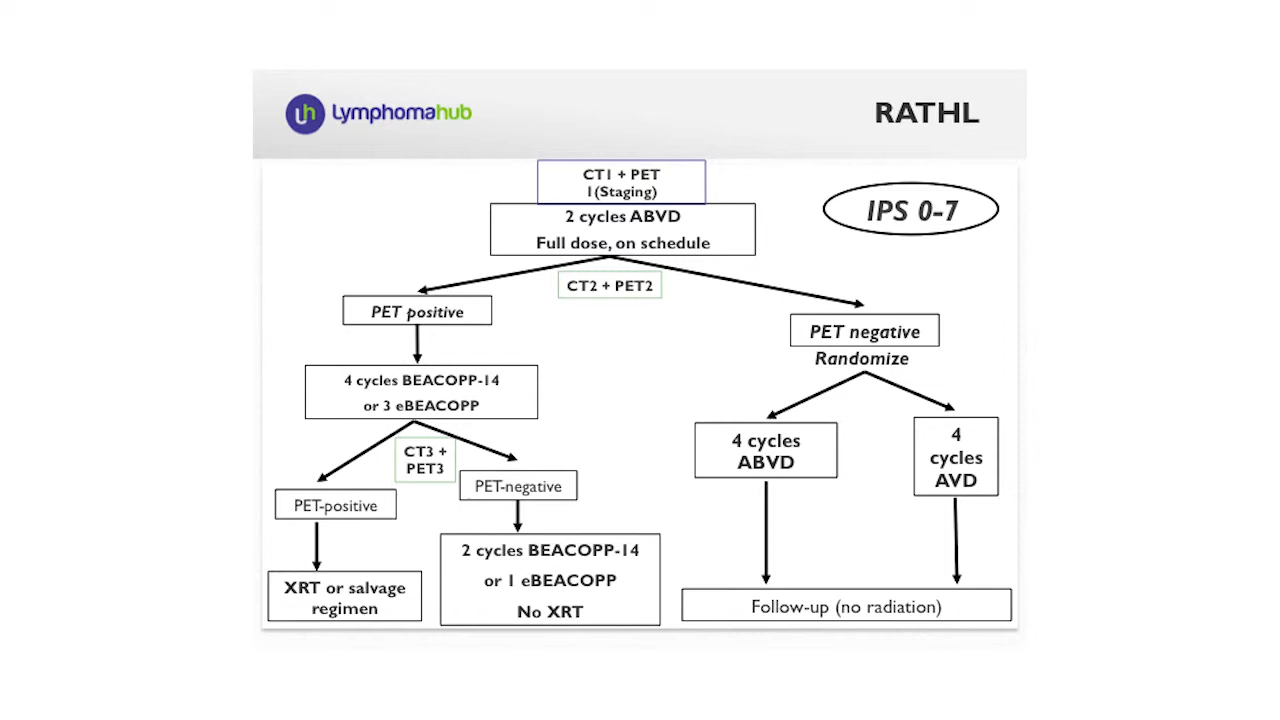 Lymphomahub
RATHL
CT1 + PET
1(Staging)
IPS 0-7
2 cycles ABVD
Full dose, on schedule
CT2 + PET2
PET positive
PET negative
Randomize
4 cycles BEACOPP-14
or 3 eBEACOPP
CT3 +
PET3
4 cycles
ABVD
4
cycles
AVD
PET-positive
PET-negative
XRT or salvage
regimen
2 cycles BEACOPP-14
or 1 eBEACOPP
No XRT
Follow-up (no radiation)